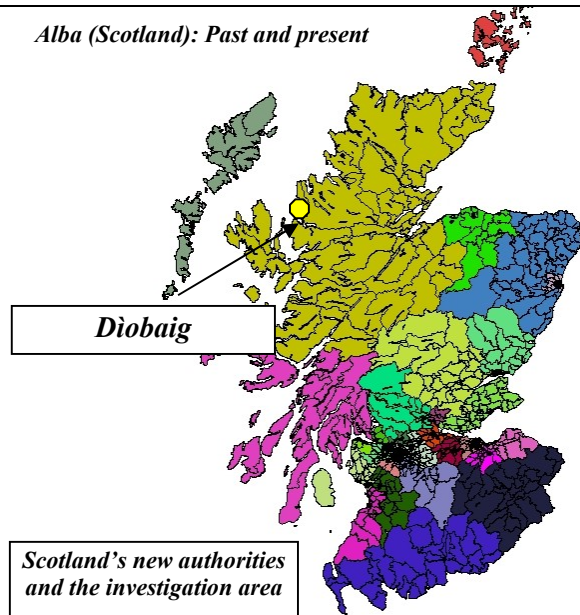 Alba (Scotland): Past and present
Dìobaig
Scotland’s new authorities
and the investigation area